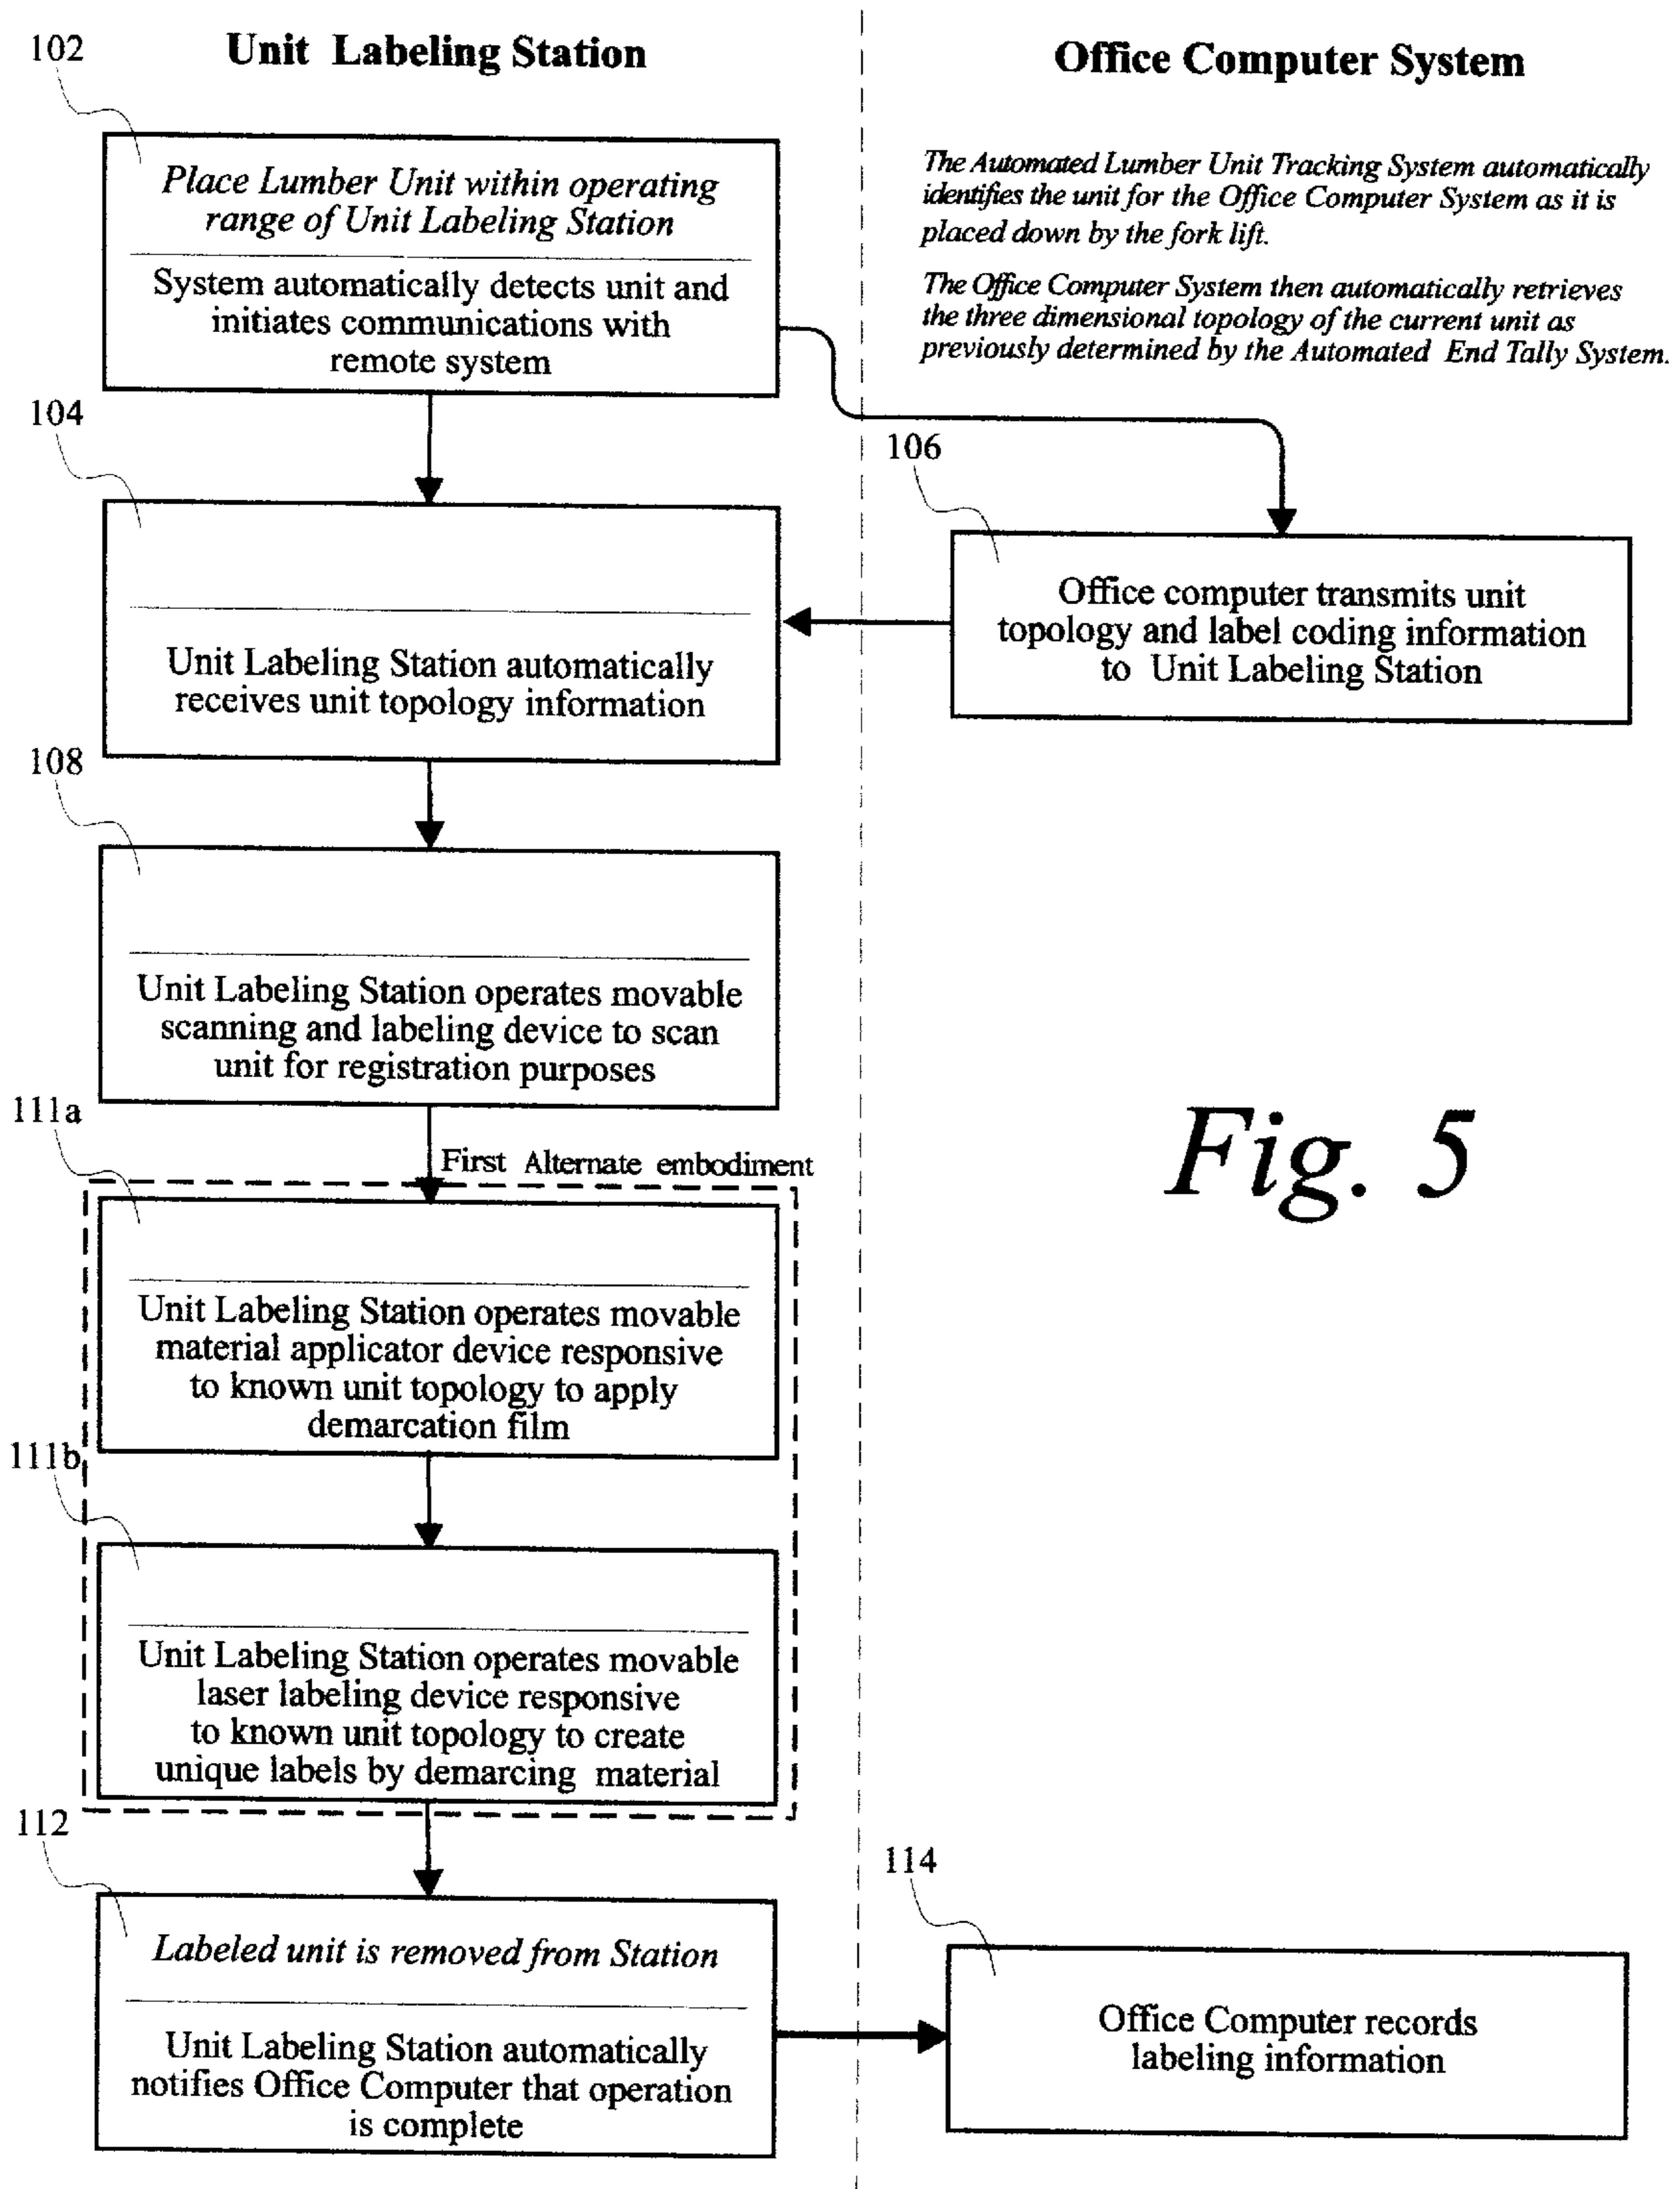 Unit Labeling Station
Office Computer System
102
Place Lumber Unit within operating
range of Unit Labeling Station
System automatically detects unit and
initiates communications with
remote system
The Automated Lumber Unit Tracking System automatically
identifies the unit for the Office Computer System as it is
placed down by the fork lift.
The Office Computer System then automatically retrieves
the three dimensional topology of the current unit as
previously determined by the Automated End Tally System.
104
Unit Labeling Station automatically
receives unit topology information
106
Office computer transmits unit
topology and label coding information
to Unit Labeling Station
108
Unit Labeling Station operates movable
scanning and labeling device to scan
unit for registration purposes
Fig. 5
111a
First Alternate embodiment
Unit Labeling Station operates movable
material applicator device responsive
to known unit topology to apply
demarcation film
111b
Unit Labeling Station operates movable
laser labeling device responsive
to known unit topology to create
unique labels by demarcing material
112
Labeled unit is removed from Station
Unit Labeling Station automatically
notifies Office Computer that operation
is complete
114
Office Computer records
labeling information